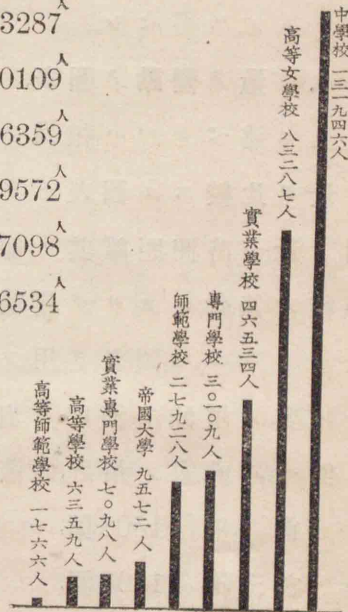 3287人
0109人
6359人
9572人
7098人
6534人
中學校 一三一九四六人
高等女學校 八三二八七人
實業學校 四六五三四人
專門學校 三〇一〇九人
師範學校 二七九二八人
帝國大學 九五七二人
實業專門學校 七〇九八人
高等學校 六三五九人
高等師範學校 一七六六人